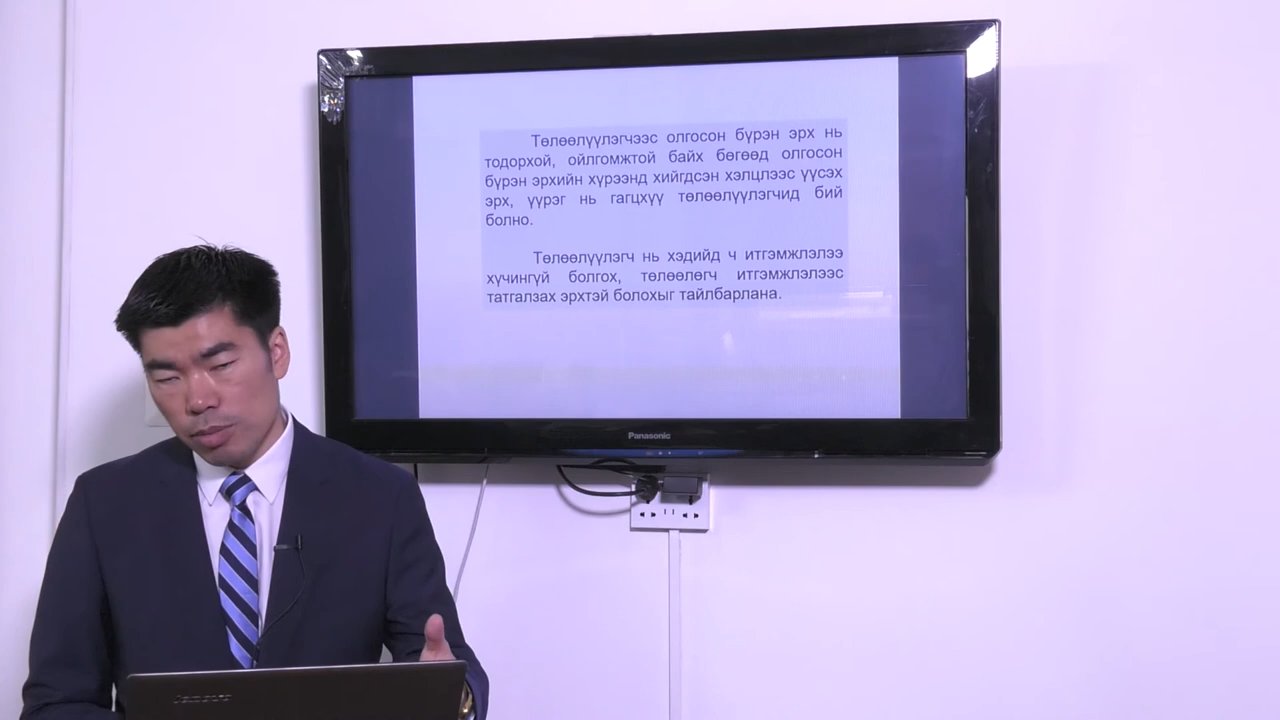 Төлөөлүүлэгчээс олгосон бүрэн эрх нь
тодорхой, ойлгомжтой байх бөгөөд олгосон
бүрэн эрхийн хүрээнд хийгдсэн хэлцлээс үүсэх
эрх, үүрэг нь гагцхүү төлөөлүүлэгчид бий
болно.
Төлөөлүүлэгч нь хэдийд ч итгэмжлэлээ
хүчингүй болгох, төлөөлөгч итгэмжлэлээс
татгалзах эрхтэй болохыг тайлбарлана.
Panasonic
lenovo